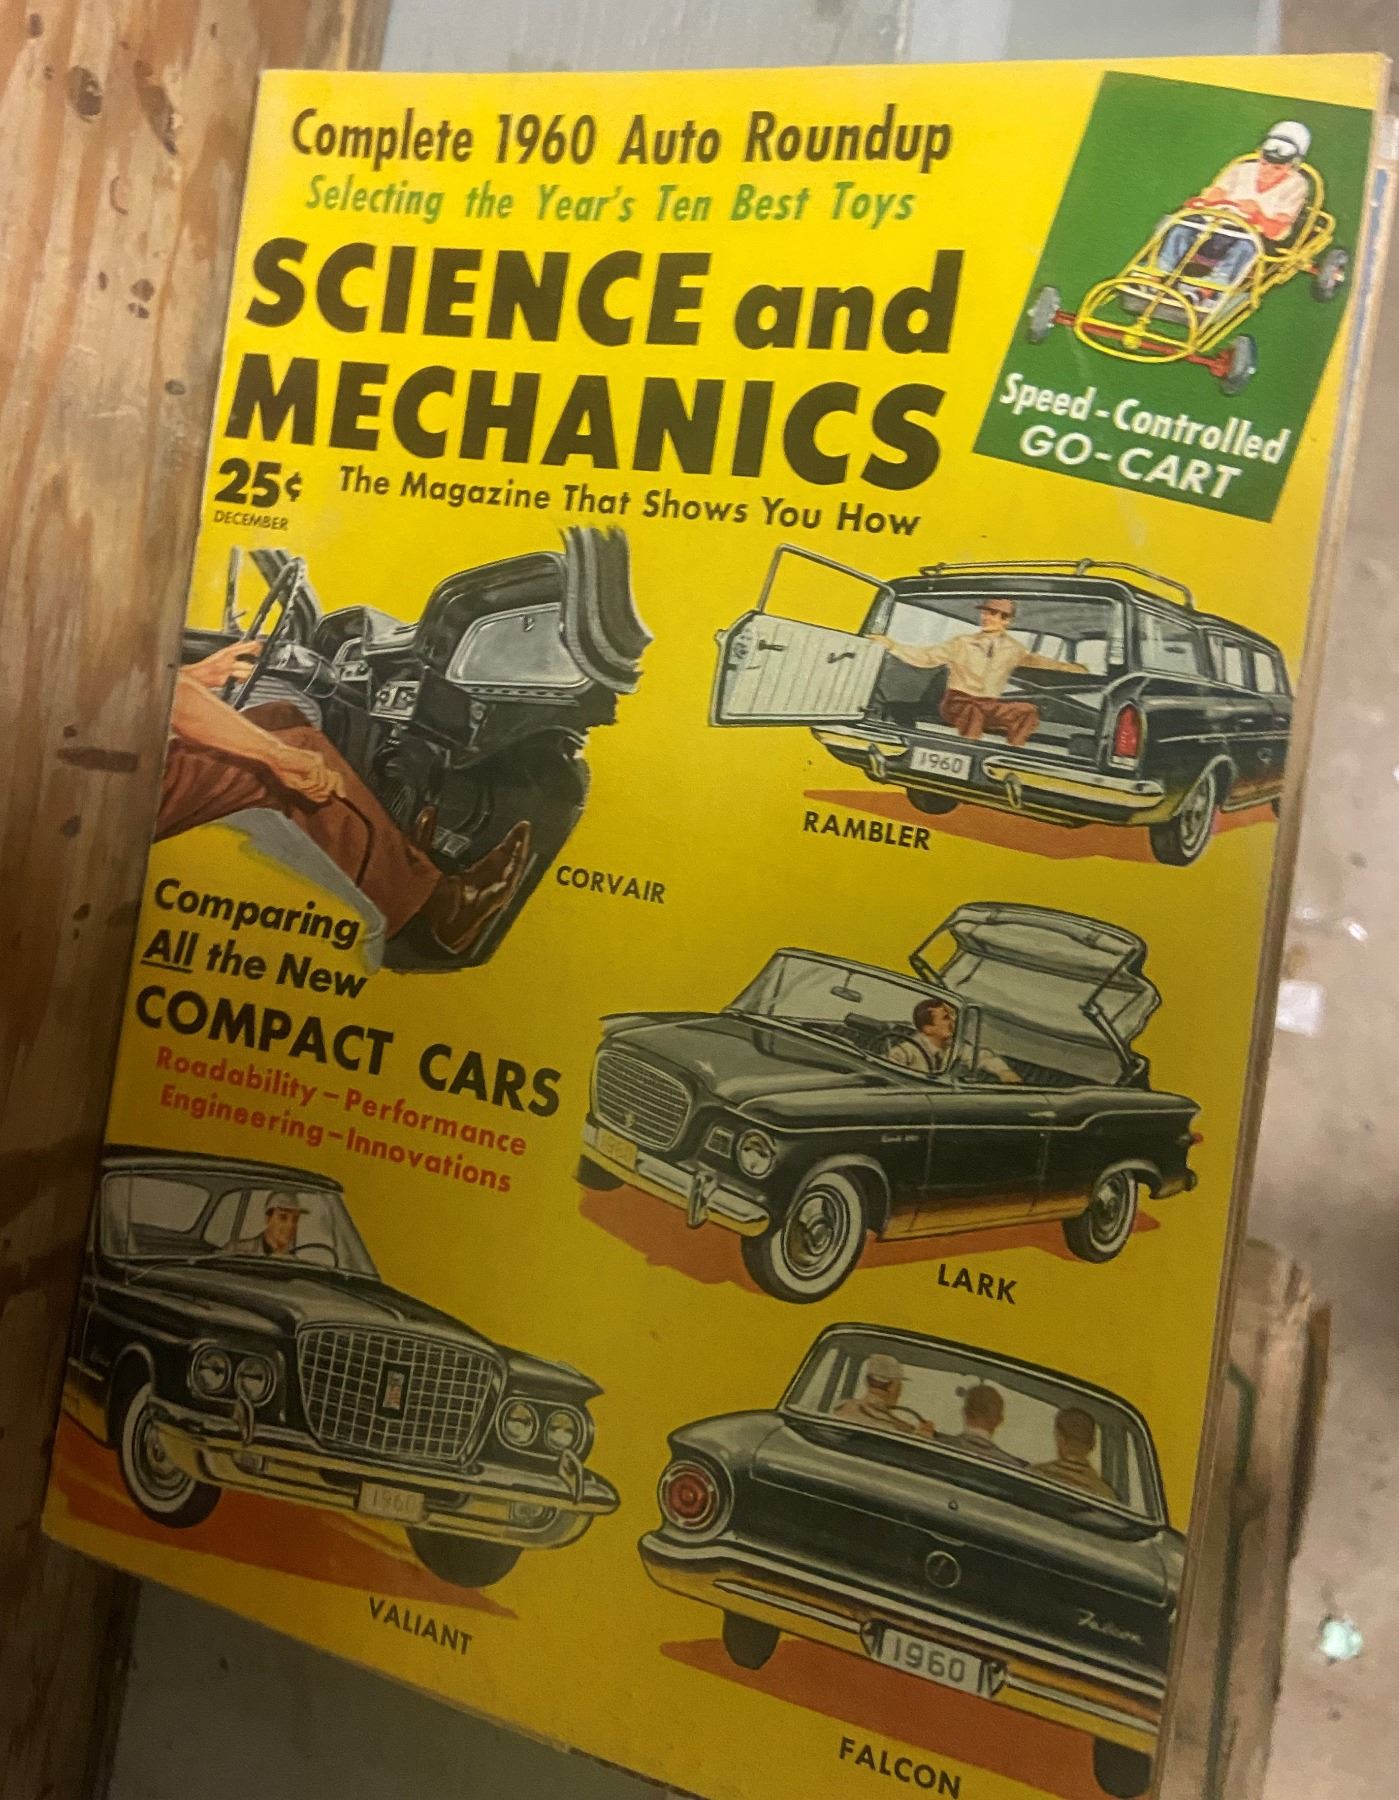 Complete 1960 Auto Roundup
Selecting the Year's Ten Best Toys
SCIENCE and
MECHANICS
25¢
DECEMBER
The Magazine That Shows You How
Speed-Controlled
GO-CART
1960
RAMBLER
CORVAIR
Comparing
All the New
COMPACT CARS
Roadability-Performance
Engineering-Innovations
1960
LARK
1960
VALIANT
Falcon
1960
FALCON